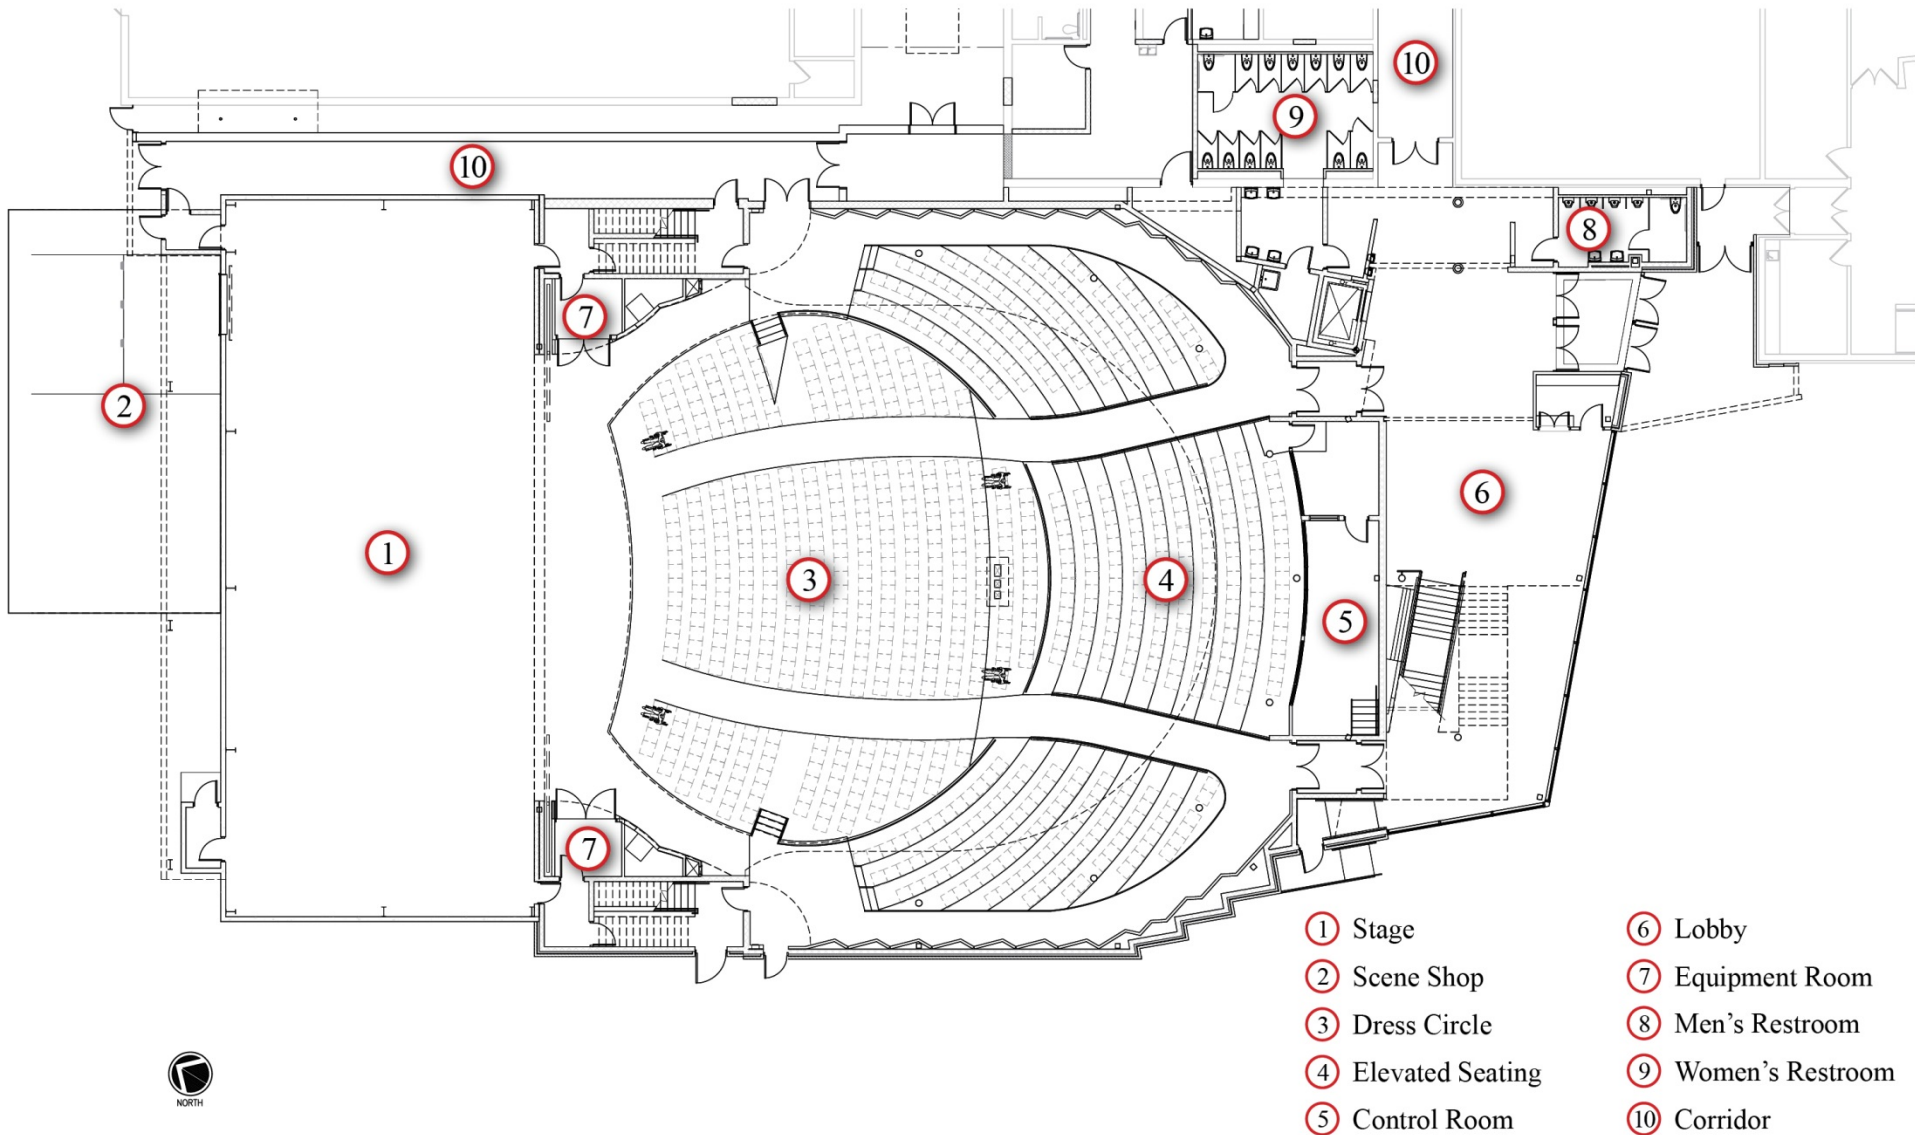 10
9
10
8
7
2
6
1
3
4
5
7
1 Stage
2 Scene Shop
3 Dress Circle
4 Elevated Seating
5 Control Room
6 Lobby
7 Equipment Room
8 Men’s Restroom
9 Women’s Restroom
10 Corridor
NORTH